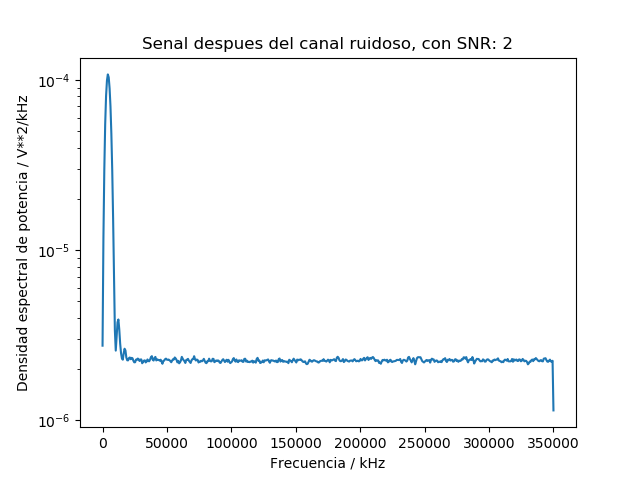 Senal despues del canal ruidoso, con SNR: 2
Densidad espectral de potencia / V**2/kHz
10⁻⁴
10⁻⁵
10⁻⁶
0 50000 100000 150000 200000 250000 300000 350000
Frecuencia / kHz